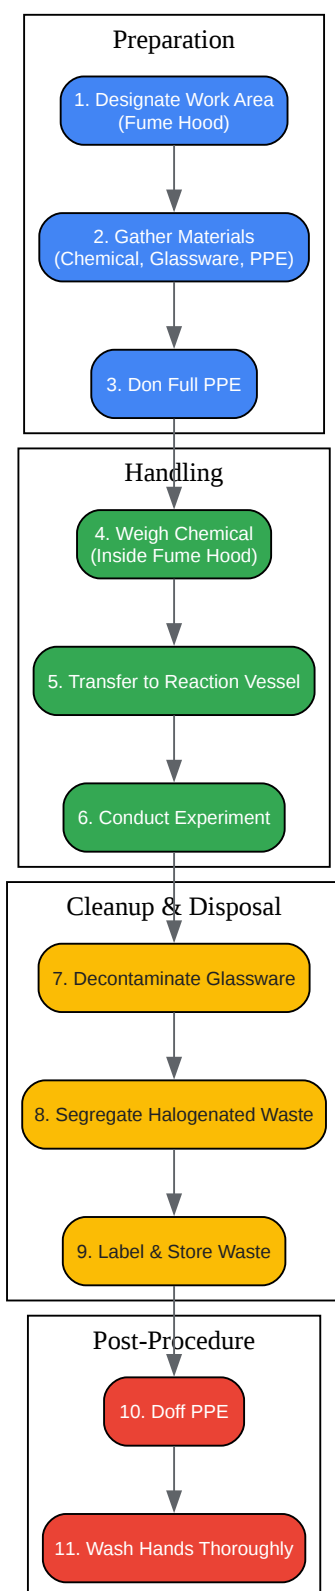 Preparation
1. Designate Work Area
(Fume Hood)
2. Gather Materials
(Chemical, Glassware, PPE)
3. Don Full PPE
Handling
4. Weigh Chemical
(Inside Fume Hood)
5. Transfer to Reaction Vessel
6. Conduct Experiment
Cleanup & Disposal
7. Decontaminate Glassware
8. Segregate Halogenated Waste
9. Label & Store Waste
Post-Procedure
10. Doff PPE
11. Wash Hands Thoroughly